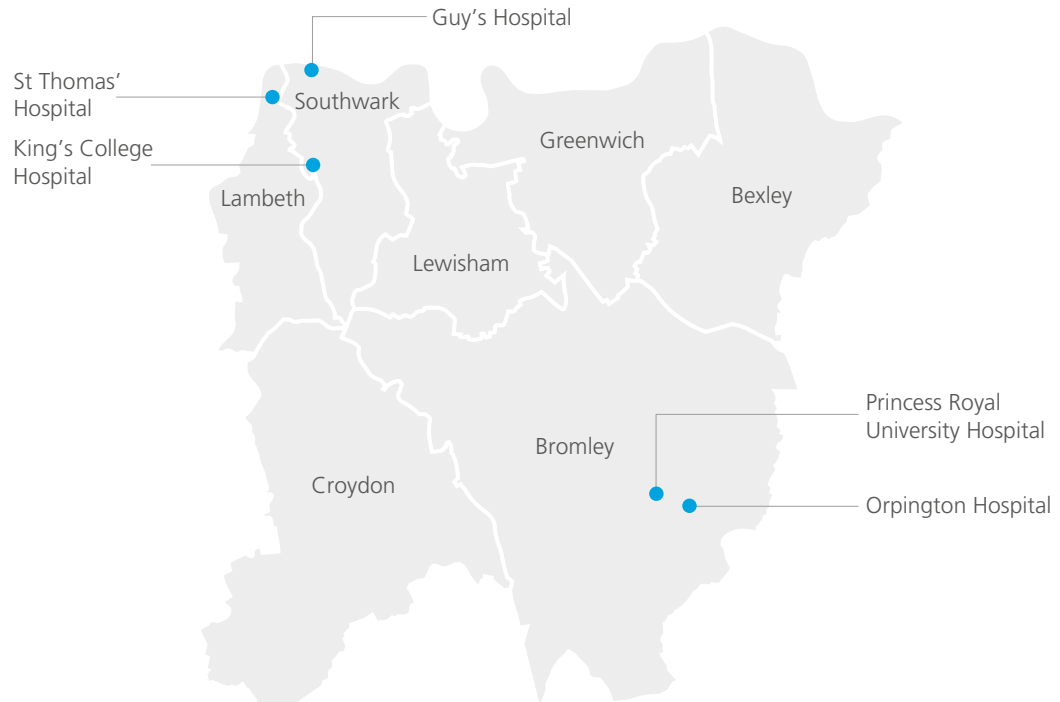 Guy’s Hospital
St Thomas’
Hospital
Southwark
King’s College
Hospital
Greenwich
Lambeth
Bexley
Lewisham
Princess Royal
University Hospital
Bromley
Croydon
Orpington Hospital